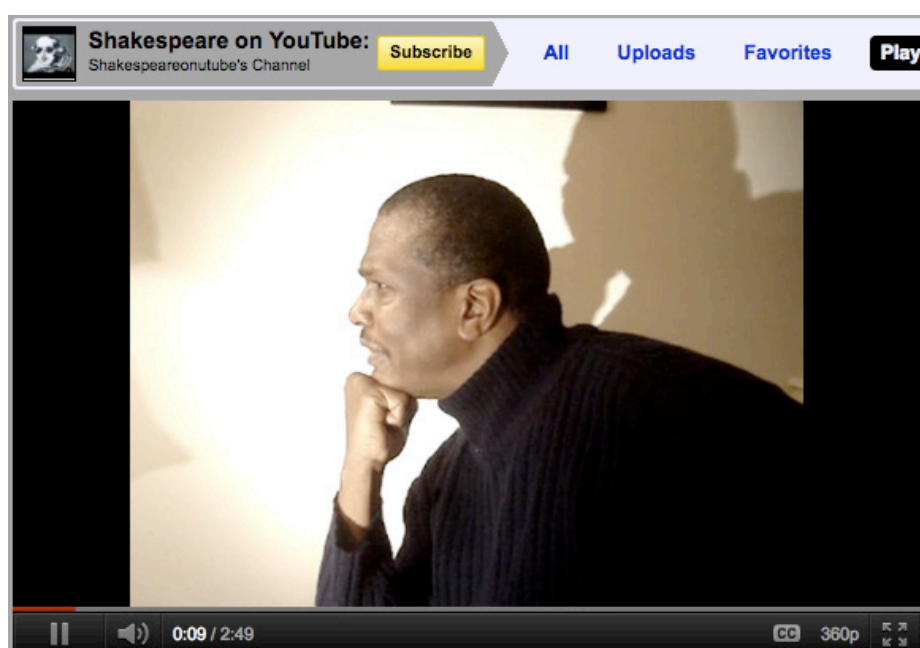 Shakespeare on YouTube:
Shakespeareonutube's Channel
Subscribe
All
Uploads
Favorites
Play
0:09 / 2:49
CC
360p